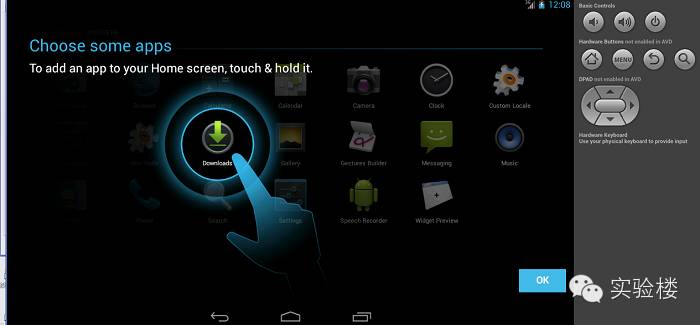 12:08
Choose some apps
To add an app to your Home screen, touch & hold it.
Calendar
Camera
Clock
Custom Locale
Downloads
Gallery
Gestures Builder
Messaging
Music
Phone
Search
Settings
Speech Recorder
Widget Preview
OK
Basic Controls
Hardware Buttons not enabled in AVD
MENU
DPAD not enabled in AVD
Hardware Keyboard
Use your physical keyboard to provide input
实验楼